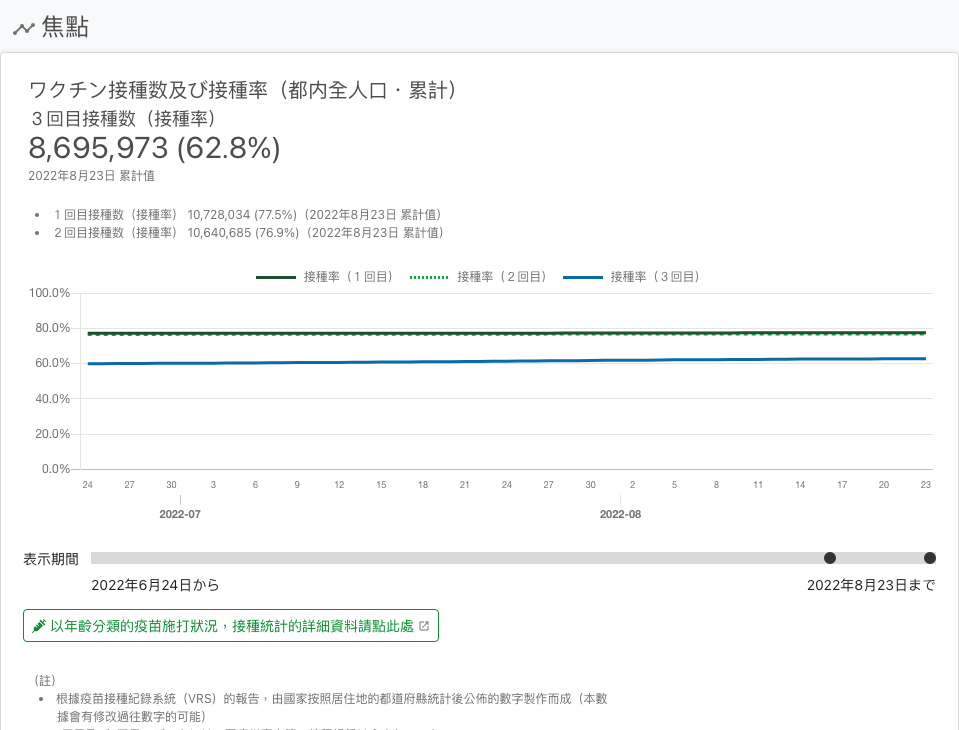 焦點
ワクチン接種数及び接種率（都内全人口・累計）
３回目接種数（接種率）
8,695,973 (62.8%)
2022年8月23日 累計値
• １回目接種数（接種率） 10,728,034 (77.5%)（2022年8月23日 累計値）
• ２回目接種数（接種率） 10,640,685 (76.9%)（2022年8月23日 累計値）
接種率（１回目） 接種率（２回目） 接種率（３回目）
100.0%
80.0%
60.0%
40.0%
20.0%
0.0%
24 27 30 3 6 9 12 15 18 21 24 27 30 2 5 8 11 14 17 20 23
2022-07 2022-08
表示期間
2022年6月24日から 2022年8月23日まで
以年齡分類的疫苗施打狀況，接種統計的詳細資料請點此處
（註）
• 根據疫苗接種紀錄系統（VRS）的報告，由國家按照居住地的都道府縣統計後公佈的數字製作而成（本數
據會有修改過往數字的可能）